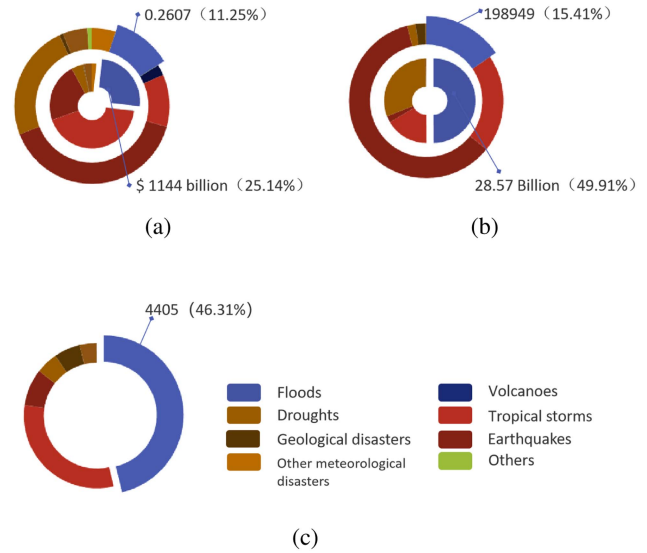 0.2607（11.25%）
198949（15.41%）
$ 1144 billion（25.14%）
28.57 Billion（49.91%）
(a)
(b)
4405（46.31%）
Floods
Volcanoes
Droughts
Tropical storms
Geological disasters
Earthquakes
Other meteorological
disasters
Others
(c)